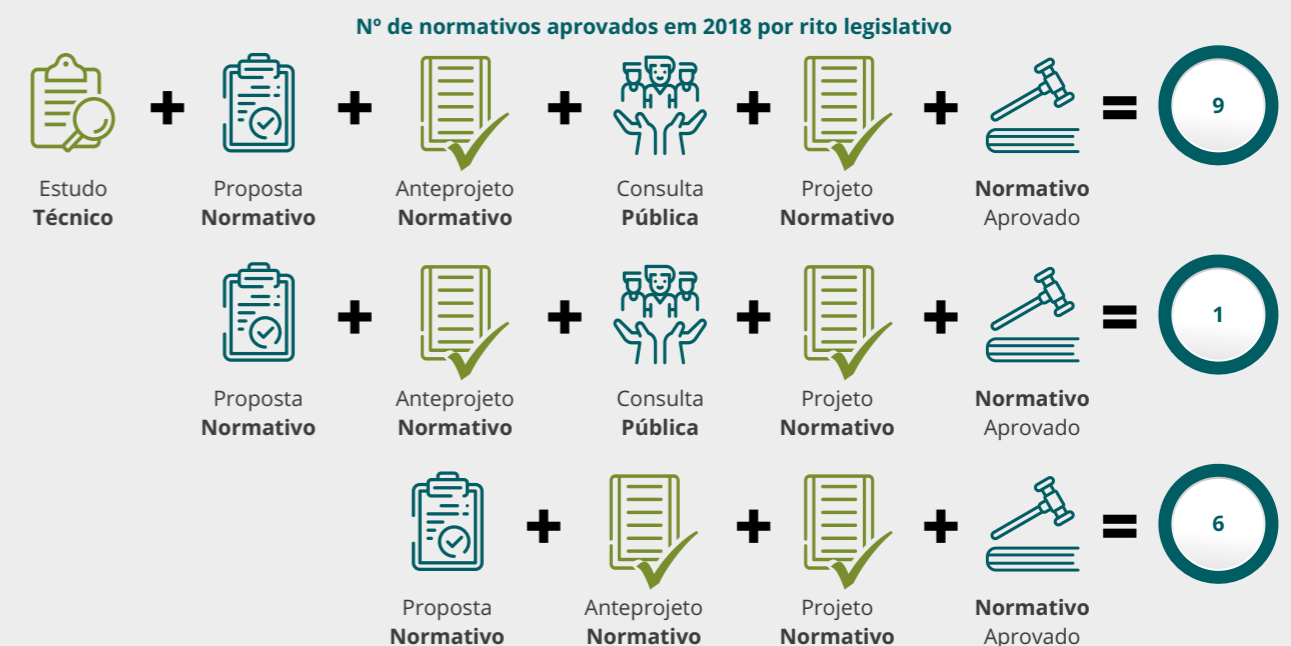 Nº de normativos aprovados em 2018 por rito legislativo
+ + + + + = 9
Estudo Proposta Anteprojeto Consulta Projeto Normativo
Técnico Normativo Normativo Pública Normativo Aprovado
+ + + + = 1
Proposta Anteprojeto Consulta Projeto Normativo
Normativo Normativo Pública Normativo Aprovado
+ + + = 6
Proposta Anteprojeto Projeto Normativo
Normativo Normativo Normativo Aprovado